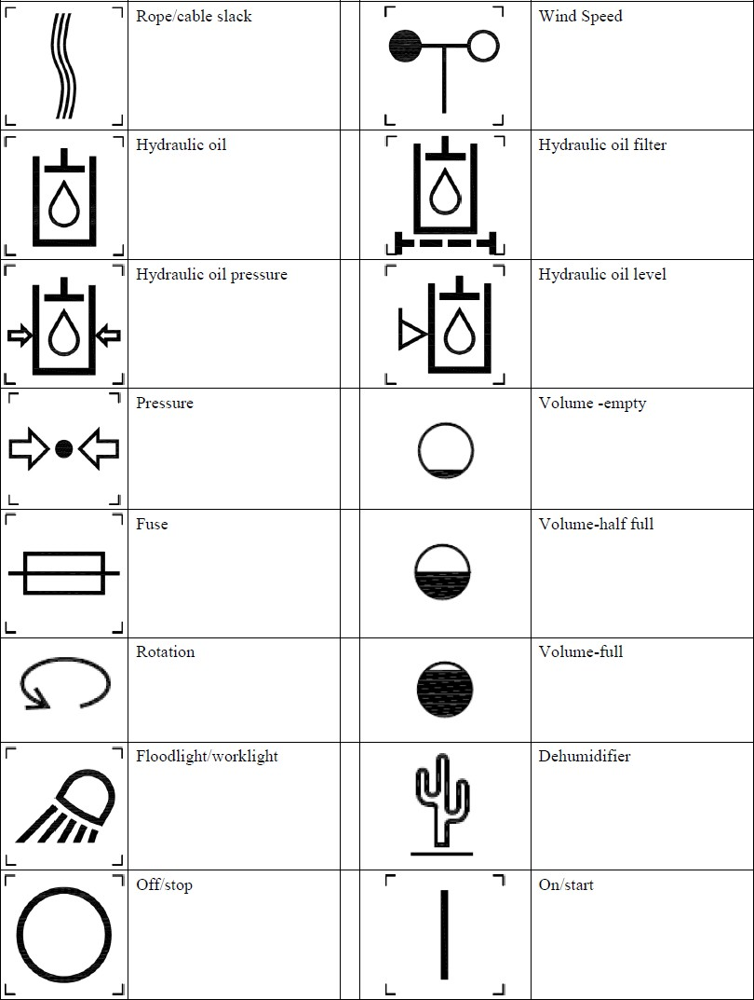 Rope/cable slack
Wind Speed
Hydraulic oil
Hydraulic oil filter
Hydraulic oil pressure
Hydraulic oil level
Pressure
Volume -empty
Fuse
Volume-half full
Rotation
Volume-full
Floodlight/worklight
Dehumidifier
Off/stop
On/start